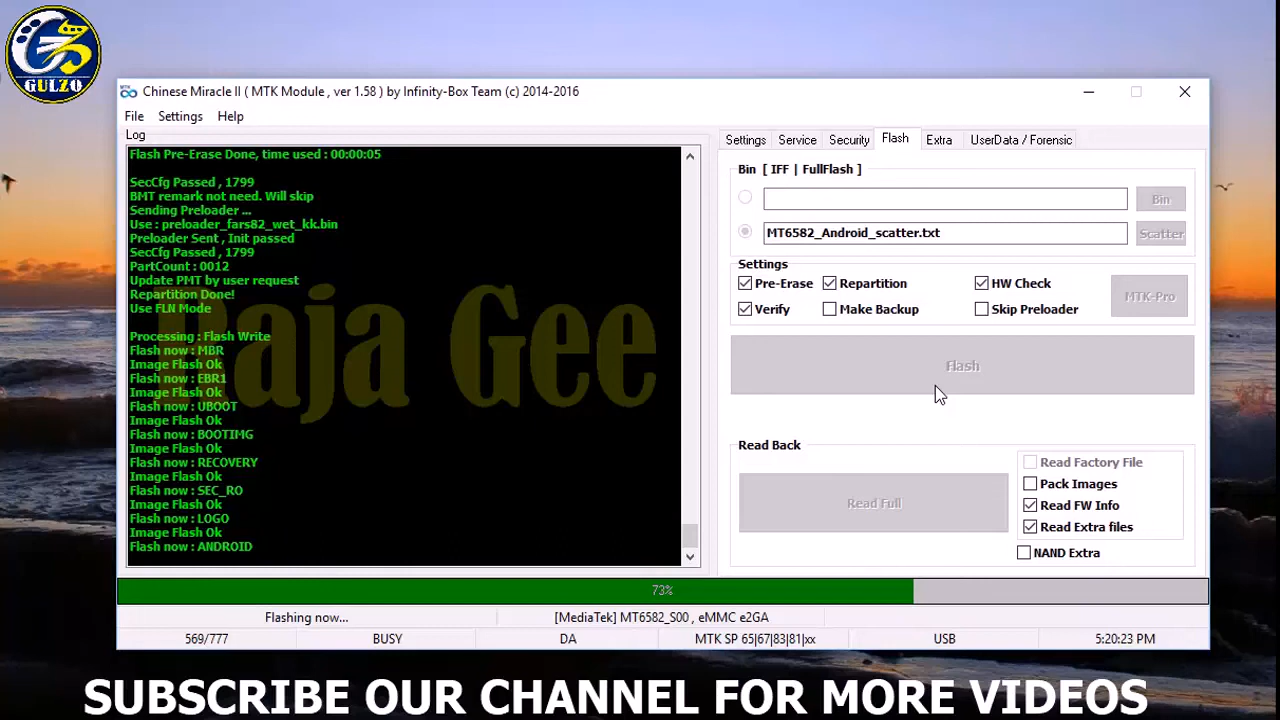 GULZO
Chinese Miracle II ( MTK Module , ver 1.58 ) by Infinity-Box Team (c) 2014-2016
File Settings Help
Log
Flash Pre-Erase Done, time used : 00:00:05
SecCfg Passed , 1799
BMT remark not need. Will skip
Sending Preloader ...
Use : preloader_fars82_wet_kk.bin
Preloader Sent , Init passed
SecCfg Passed , 1799
PartCount : 0012
Update PMT by user request
Repartition Done!
Use FLN Mode
Processing : Flash Write
Flash now : MBR
Image Flash Ok
Flash now : EBR1
Image Flash Ok
Flash now : UBOOT
Image Flash Ok
Flash now : BOOTIMG
Image Flash Ok
Flash now : RECOVERY
Image Flash Ok
Flash now : SEC_RO
Image Flash Ok
Flash now : LOGO
Image Flash Ok
Flash now : ANDROID
Raja Gee
Settings Service Security Flash Extra UserData / Forensic
Bin [ IFF | FullFlash ]
Bin
MT6582_Android_scatter.txt Scatter
Settings
Pre-Erase Repartition HW Check
MTK-Pro
Verify Make Backup Skip Preloader
Flash
Read Back
Read Full
Read Factory File
Pack Images
Read FW Info
Read Extra files
NAND Extra
73%
Flashing now... [MediaTek] MT6582_S00 , eMMC e2GA
569/777 BUSY DA MTK SP 65|67|83|81|xx USB 5:20:23 PM
SUBSCRIBE OUR CHANNEL FOR MORE VIDEOS